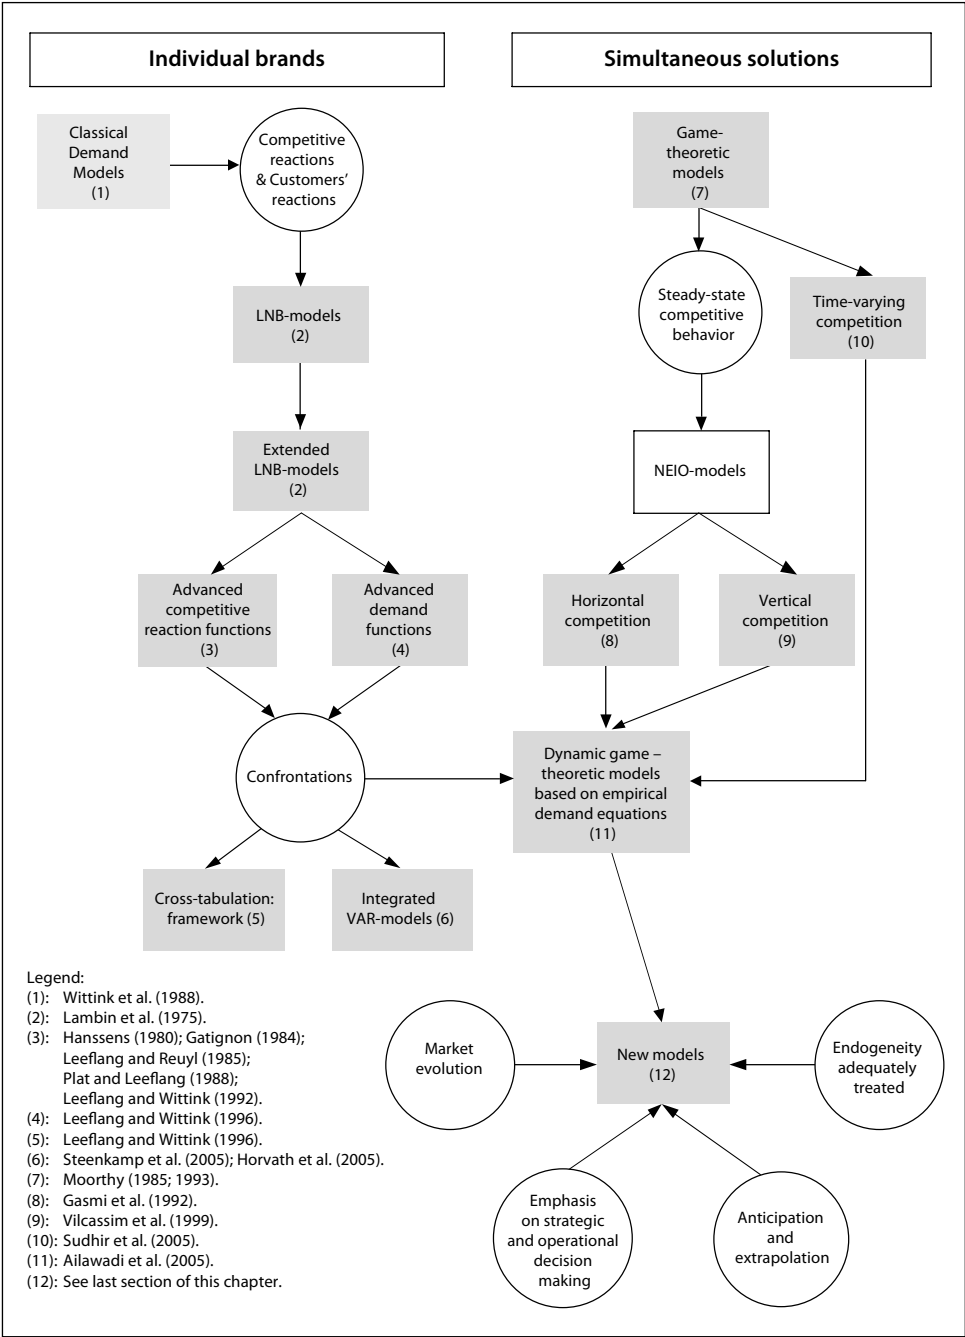 Individual brands
Simultaneous solutions
Classical
Demand
Models
(1)
Competitive
reactions
& Customers’
reactions
LNB-models
(2)
Extended
LNB-models
(2)
Advanced
competitive
reaction functions
(3)
Advanced
demand
functions
(4)
Confrontations
Cross-tabulation:
framework (5)
Integrated
VAR-models (6)
Game-
theoretic
models
(7)
Steady-state
competitive
behavior
Time-varying
competition
(10)
NEIO-models
Horizontal
competition
(8)
Vertical
competition
(9)
Dynamic game –
theoretic models
based on empirical
demand equations
(11)
Market
evolution
New models
(12)
Endogeneity
adequately
treated
Emphasis
on strategic
and operational
decision
making
Anticipation
and
extrapolation
Legend:
(1): Wittink et al. (1988).
(2): Lambin et al. (1975).
(3): Hanssens (1980); Gatignon (1984);
Leeflang and Reuyl (1985);
Plat and Leeflang (1988);
Leeflang and Wittink (1992).
(4): Leeflang and Wittink (1996).
(5): Leeflang and Wittink (1996).
(6): Steenkamp et al. (2005); Horvath et al. (2005).
(7): Moorthy (1985; 1993).
(8): Gasmi et al. (1992).
(9): Vilcassim et al. (1999).
(10): Sudhir et al. (2005).
(11): Ailawadi et al. (2005).
(12): See last section of this chapter.